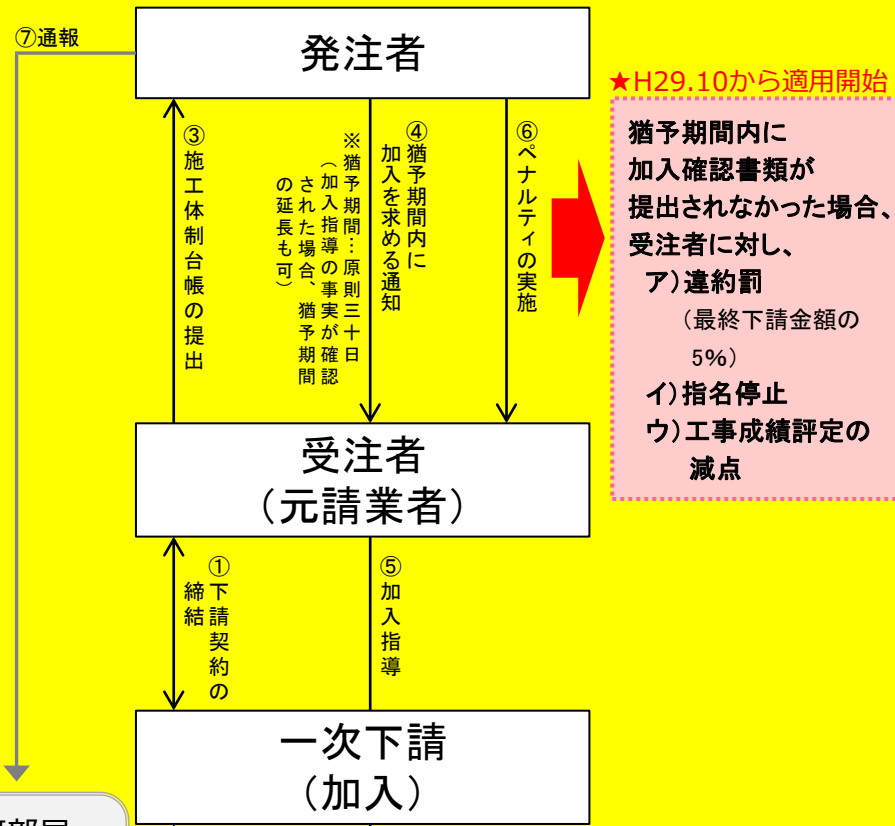 ⑦通報
発注者
★H29.10から適用開始
③施工体制台帳の提出
④猶予期間内に
加入を求める通知
※猶予期間…原則三十日
（加入指導の事実が確認
された場合、猶予期間
の延長も可）
⑥ペナルティの実施
猶予期間内に
加入確認書類が
提出されなかった場合、
受注者に対し、
ア）違約罰
（最終下請金額の
5％）
イ）指名停止
ウ）工事成績評定の
減点
受注者
（元請業者）
①下請契約の
締結
⑤加入指導
一次下請
（加入）